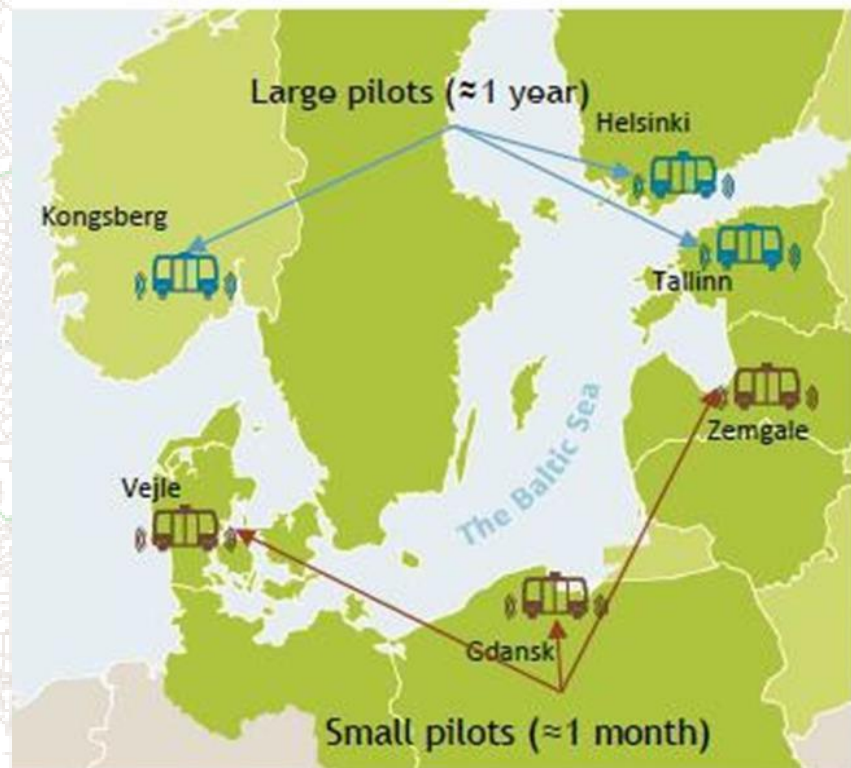 Large pilots (≈1 year)
Helsinki
Kongsberg
Tallinn
The Baltic Sea
Zemgale
Vejle
Gdansk
Small pilots (≈1 month)